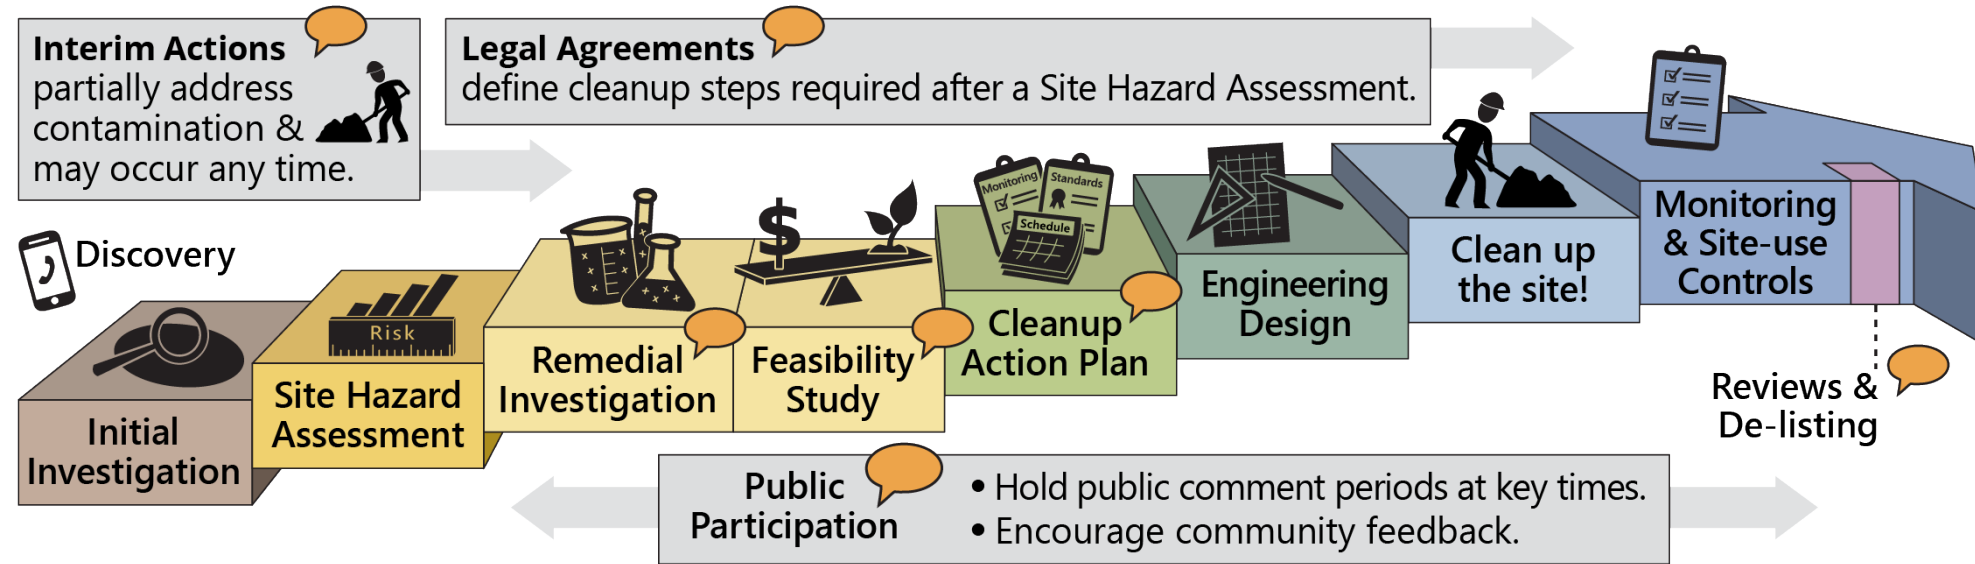 Interim Actions
partially address
contamination &
may occur any time.
Legal Agreements
define cleanup steps required after a Site Hazard Assessment.
Discovery
Initial
Investigation
Risk
Site Hazard
Assessment
Remedial
Investigation
$
Feasibility
Study
Monitoring
Standards
Schedule
Cleanup
Action Plan
Engineering
Design
Clean up
the site!
Monitoring
& Site-use
Controls
Reviews &
De-listing
Public
Participation
• Hold public comment periods at key times.
• Encourage community feedback.